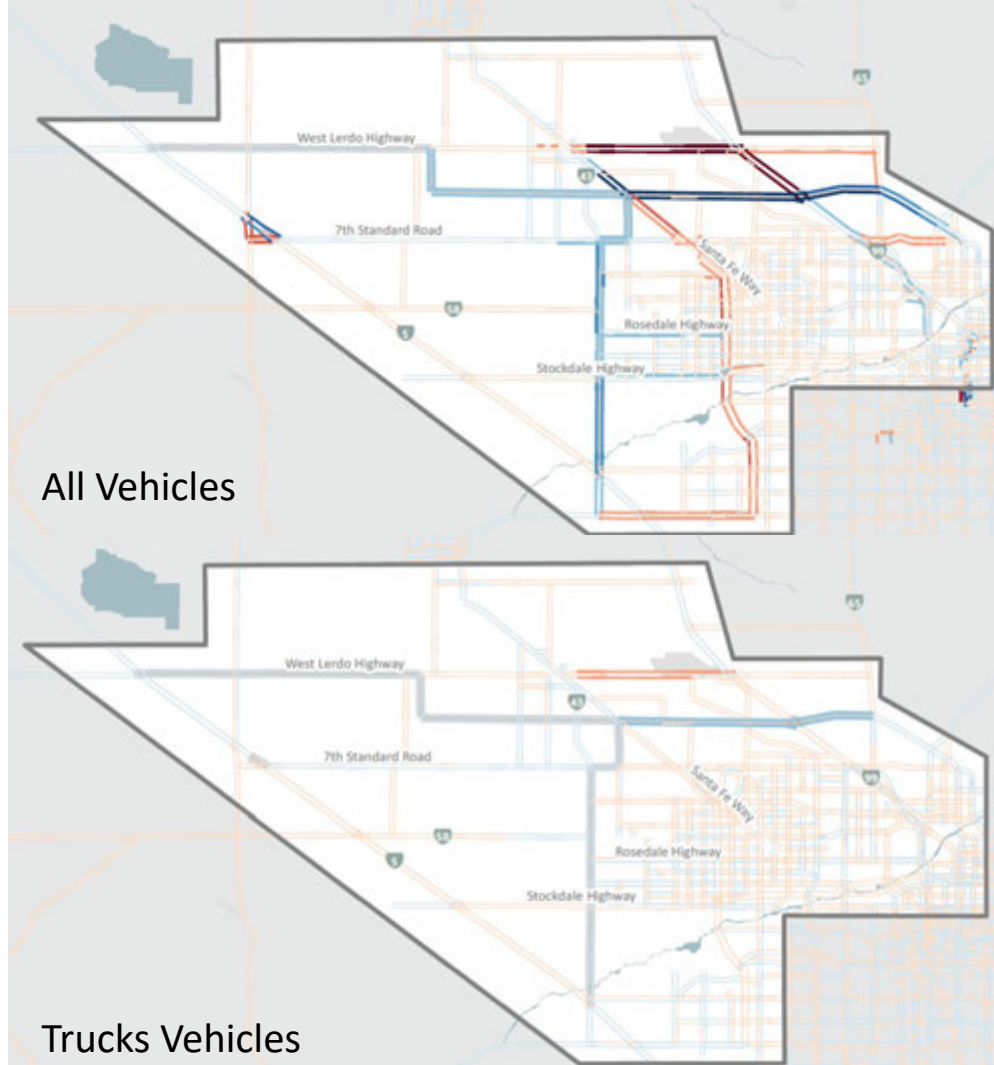 65
West Lerdo Highway
43
7th Standard Road
Santa Fe Way
99
58
Rosedale Highway
5
Stockdale Highway
All Vehicles
65
West Lerdo Highway
43
7th Standard Road
Santa Fe Way
99
58
Rosedale Highway
5
Stockdale Highway
Trucks Vehicles